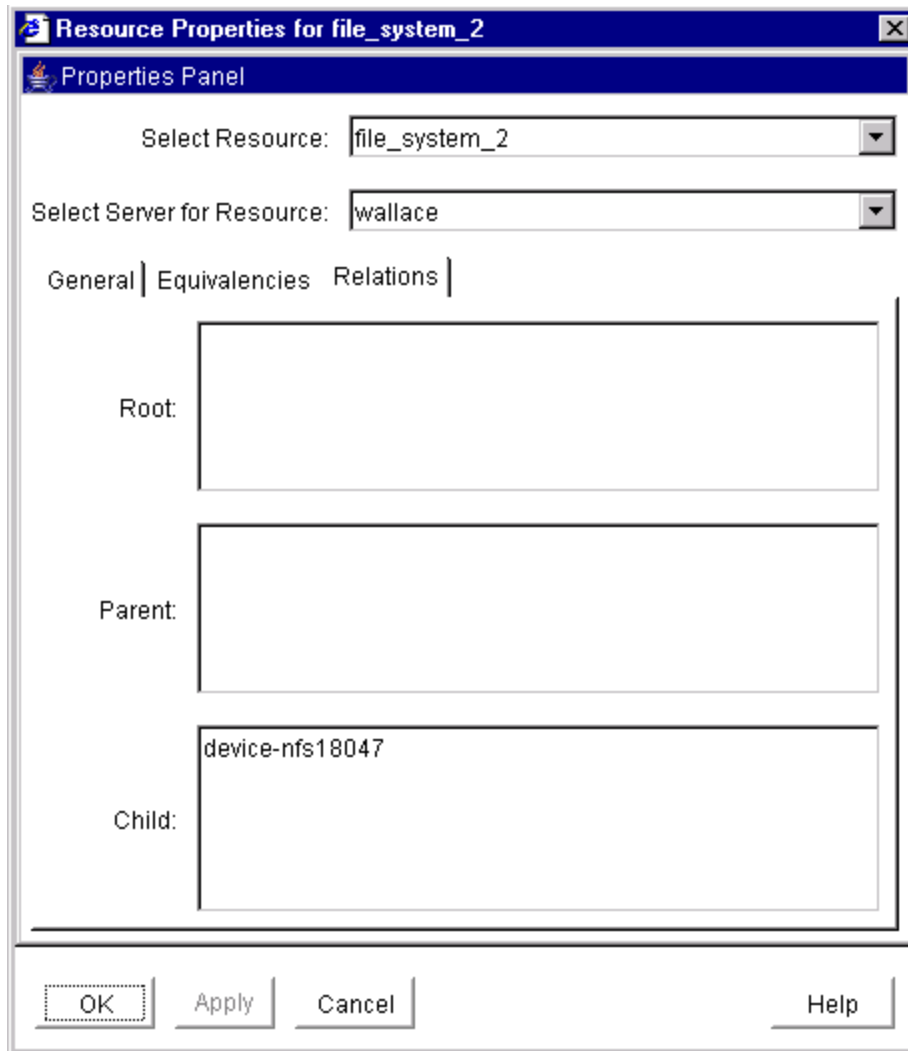 Resource Properties for file_system_2
Properties Panel
Select Resource: file_system_2
Select Server for Resource: wallace
General Equivalencies Relations
Root:
Parent:
device-nfs18047
Child:
OK Apply Cancel Help